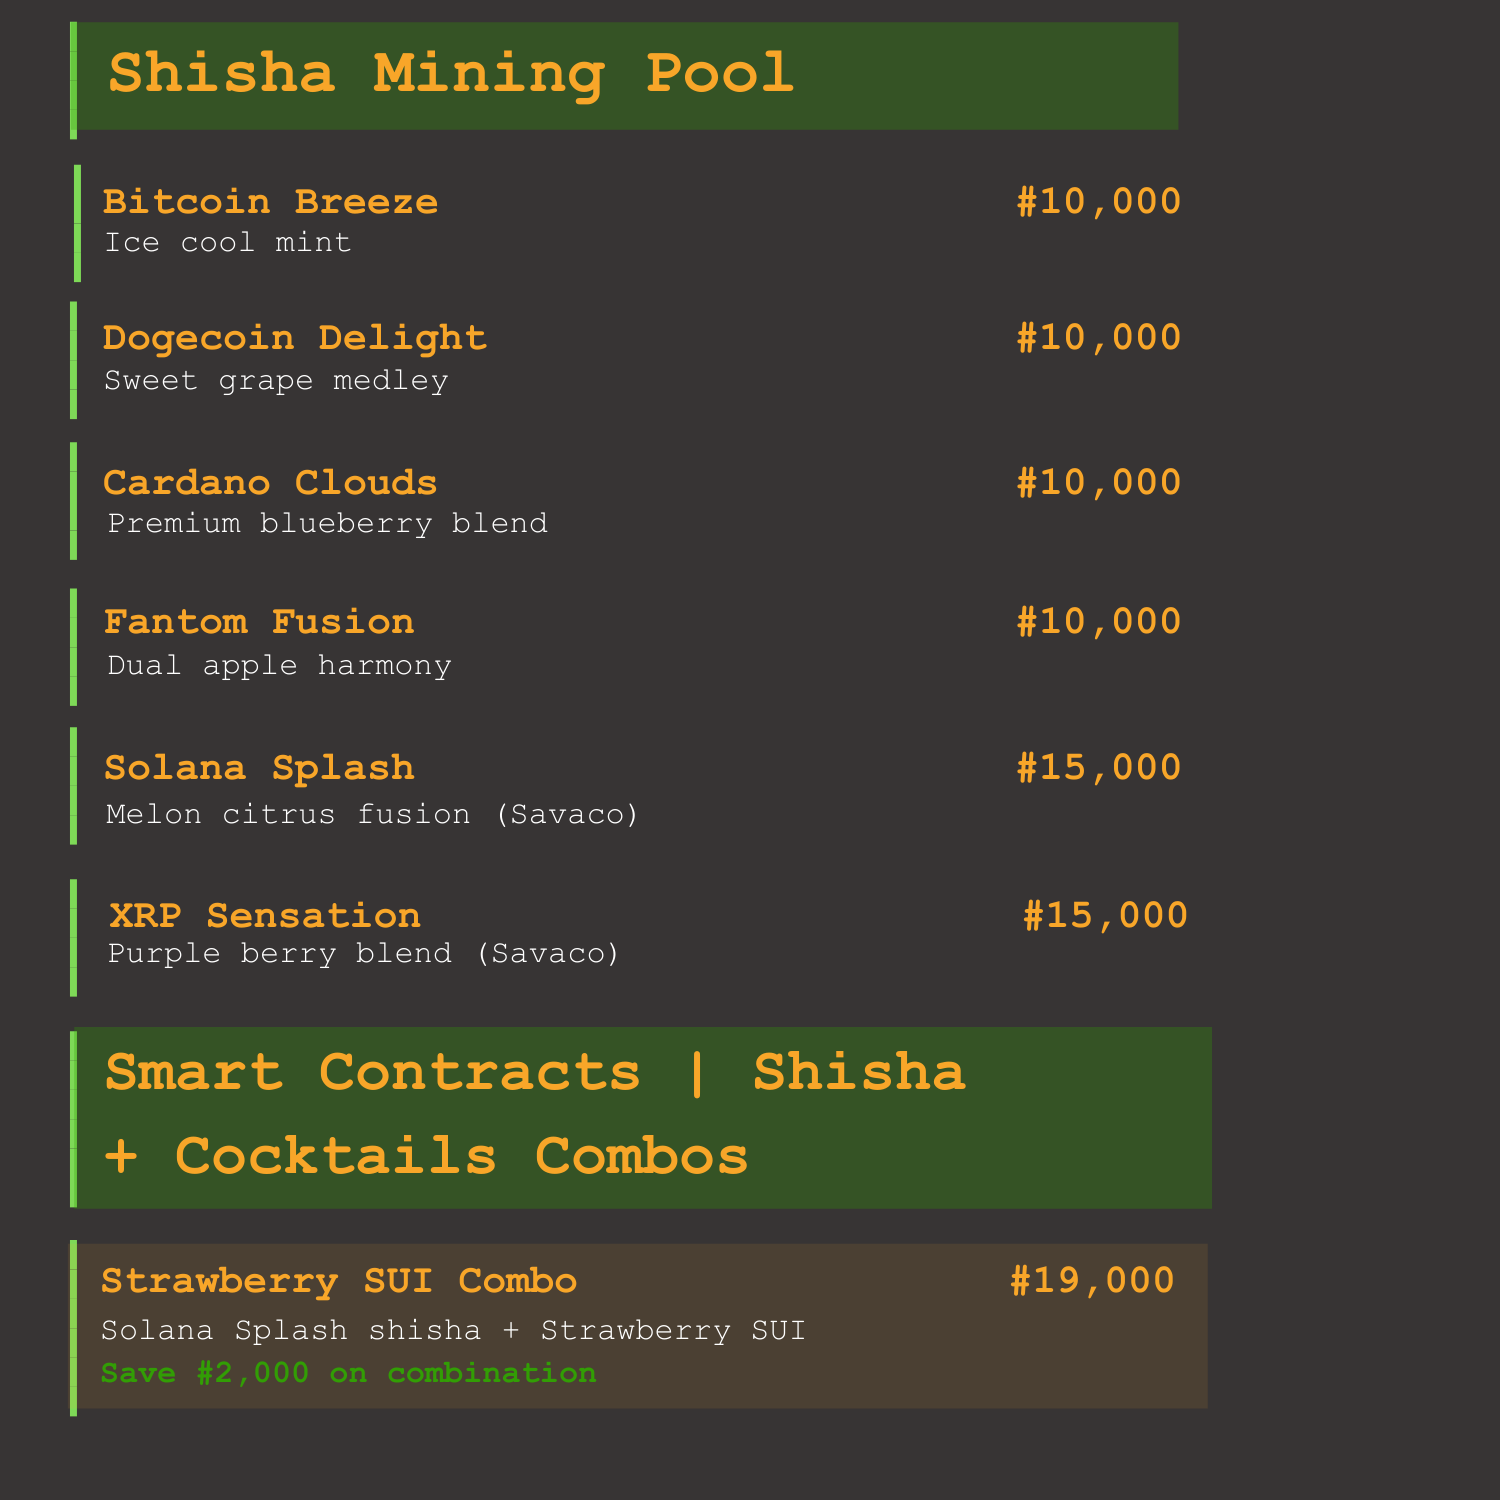 Shisha Mining Pool
Bitcoin Breeze #10,000
Ice cool mint
Dogecoin Delight #10,000
Sweet grape medley
Cardano Clouds #10,000
Premium blueberry blend
Fantom Fusion #10,000
Dual apple harmony
Solana Splash #15,000
Melon citrus fusion (Savaco)
XRP Sensation #15,000
Purple berry blend (Savaco)
Smart Contracts | Shisha
+ Cocktails Combos
Strawberry SUI Combo #19,000
Solana Splash shisha + Strawberry SUI
Save #2,000 on combination